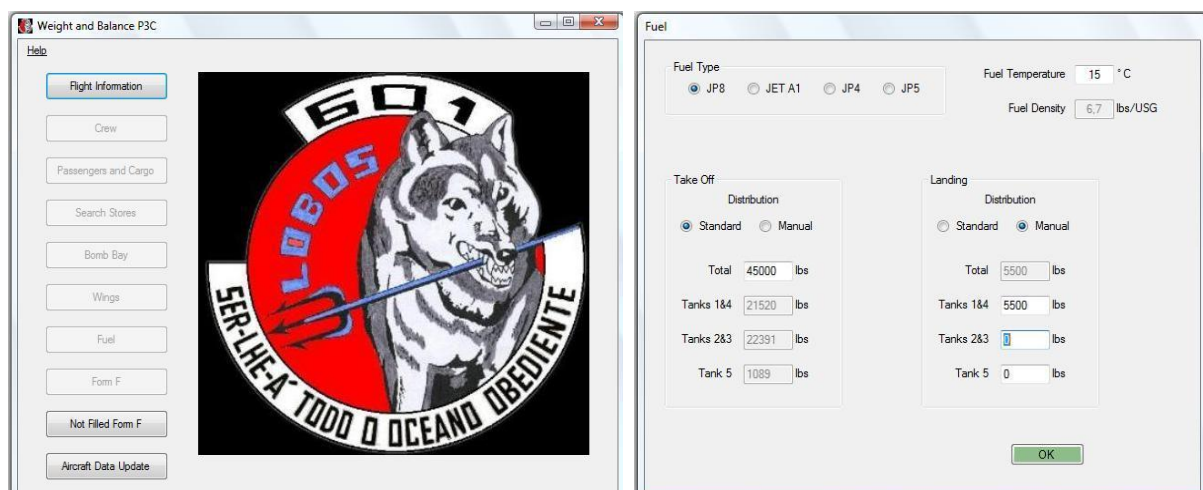 Weight and Balance P3C
Help
Flight Information
Crew
Passengers and Cargo
Search Stores
Bomb Bay
Wings
Fuel
Form F
Not Filled Form F
Aircraft Data Update
601
LOBOS
SER-LHE-Á TODO O OCEANO OBEDIENTE
Fuel
Fuel Type
JP8 JET A1 JP4 JP5
Fuel Temperature 15 °C
Fuel Density 6,7 lbs/USG
Take Off
Distribution
Standard Manual
Total 45000 lbs
Tanks 1&4 21520 lbs
Tanks 2&3 22391 lbs
Tank 5 1089 lbs
Landing
Distribution
Standard Manual
Total 5500 lbs
Tanks 1&4 5500 lbs
Tanks 2&3 0 lbs
Tank 5 0 lbs
OK